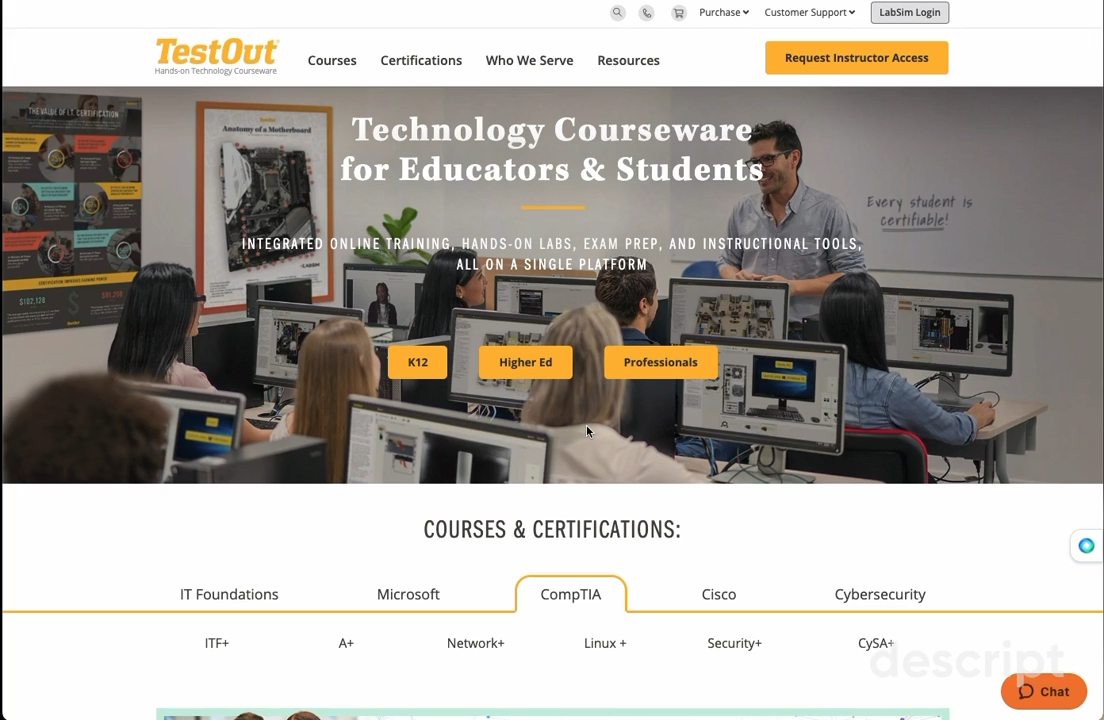 Purchase
Customer Support
LabSim Login
TestOut
Hands-on Technology Courseware
Courses
Certifications
Who We Serve
Resources
Request Instructor Access
THE VALUE OF I.T. CERTIFICATION
Anatomy of a Motherboard
Technology Courseware
for Educators & Students
Every student is
certifiable!
INTEGRATED ONLINE TRAINING, HANDS-ON LABS, EXAM PREP, AND INSTRUCTIONAL TOOLS,
ALL ON A SINGLE PLATFORM
$102,128
K12
Higher Ed
Professionals
COURSES & CERTIFICATIONS:
IT Foundations
Microsoft
CompTIA
Cisco
Cybersecurity
ITF+
A+
Network+
Linux +
Security+
CySA+
descript
Chat